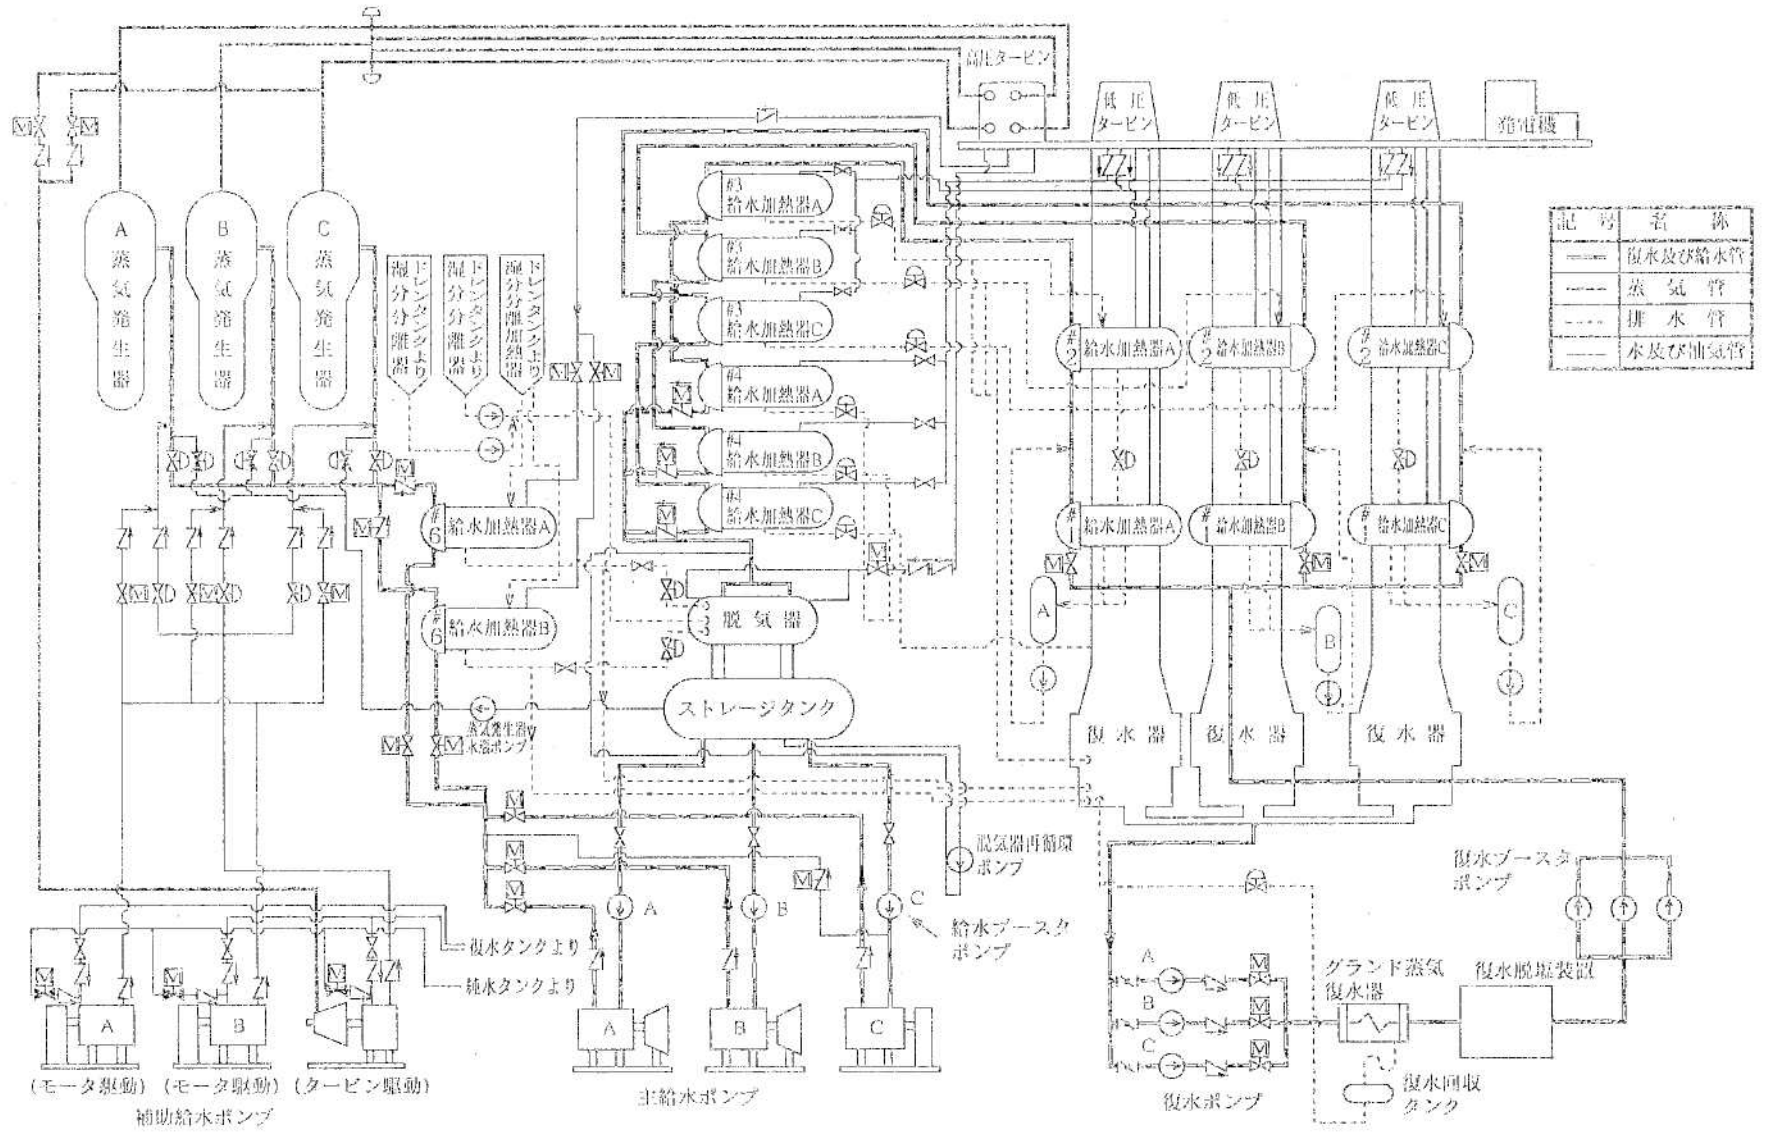 高圧タービン
低圧
タービン
低圧
タービン
低圧
タービン
発電機
A
蒸気発生器
B
蒸気発生器
C
蒸気発生器
湿分分離器
ドレンタンクより
湿分分離器
ドレンタンクより
湿分分離加熱器
ドレンタンクより
#3
給水加熱器A
#3
給水加熱器B
#3
給水加熱器C
#4
給水加熱器A
#4
給水加熱器B
給水加熱器C
記号
名称
復水及び給水管
蒸気管
排水管
水及び抽気管
#2
給水加熱器A
#2
給水加熱器B
#2
給水加熱器C
#1
給水加熱器A
#1
給水加熱器B
#1
給水加熱器C
#6
給水加熱器A
#6
給水加熱器B
脱気器
ストレージタンク
蒸気発生器
水張ポンプ
A
B
C
復水器
復水器
復水器
脱気器再循環
ポンプ
A
B
C
給水ブースタ
ポンプ
復水ブースタ
ポンプ
復水タンクより
純水タンクより
A
B
C
グランド蒸気
復水器
復水脱塩装置
A
B
A
B
C
(モータ駆動)
(モータ駆動)
(タービン駆動)
補助給水ポンプ
主給水ポンプ
復水ポンプ
復水回収
タンク